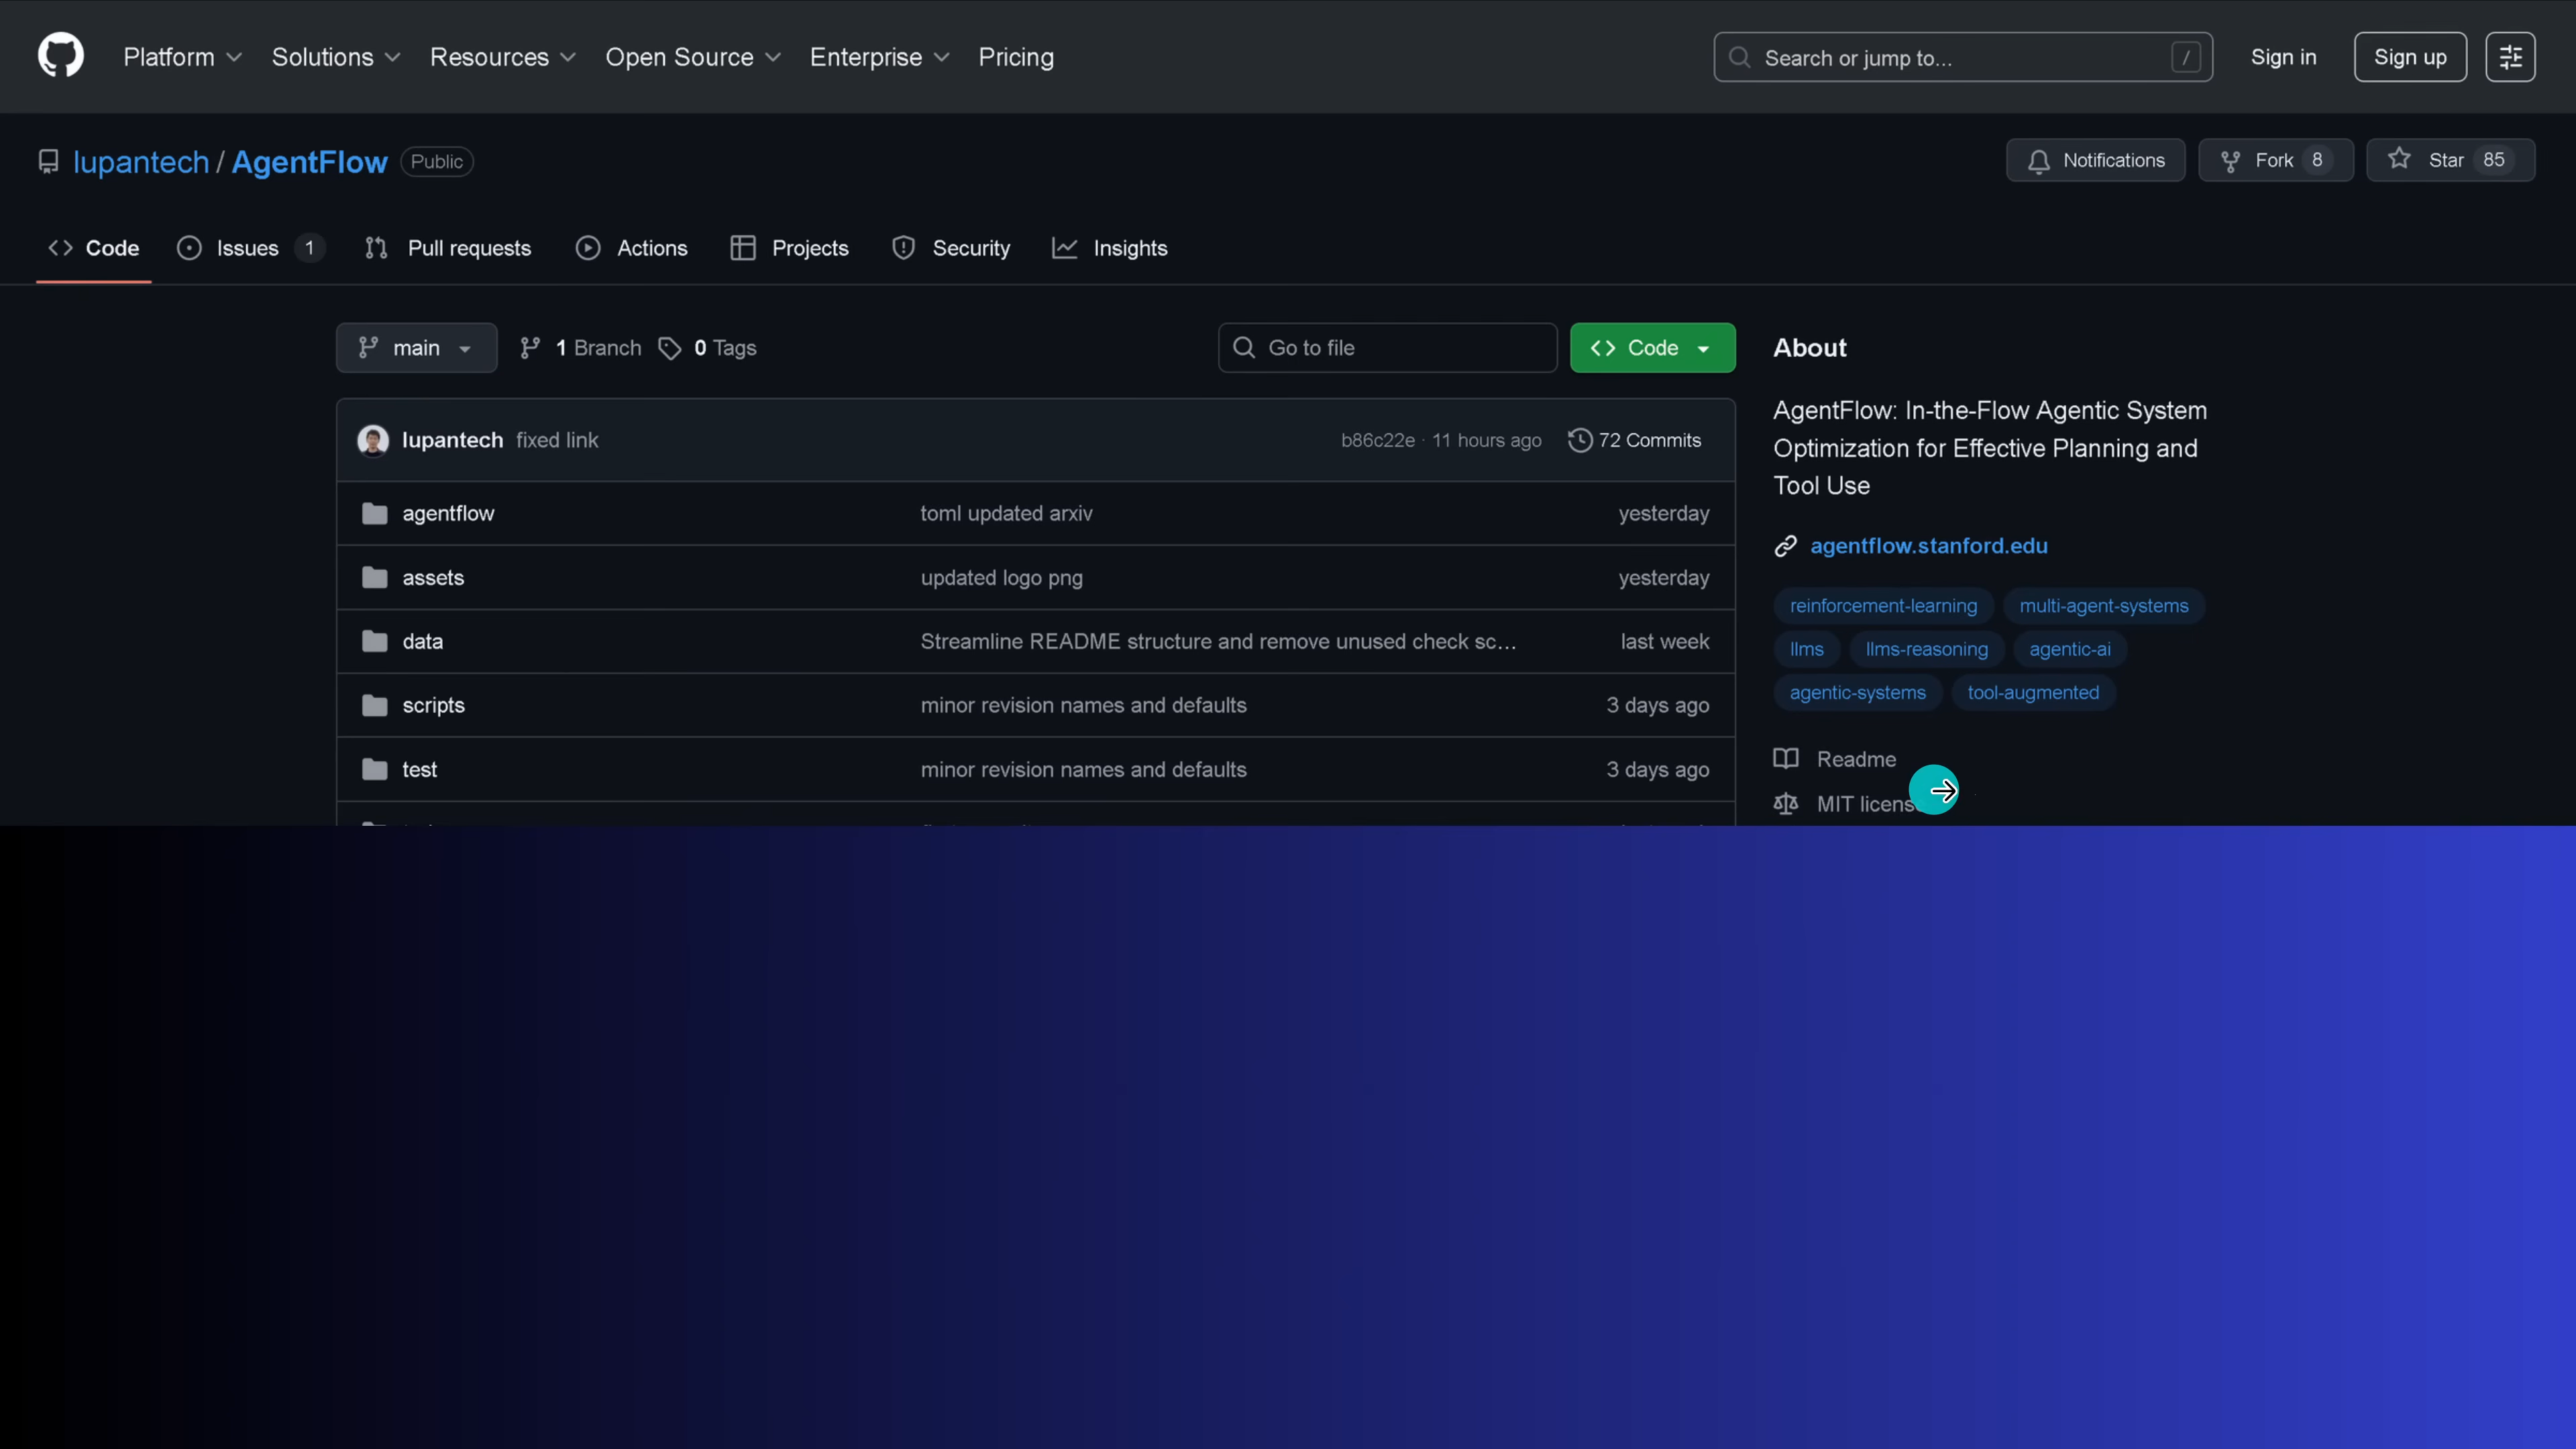 Platform Solutions Resources Open Source Enterprise Pricing Search or jump to... / Sign in Sign up
lupantech / AgentFlow Public Notifications Fork 8 Star 85
Code Issues 1 Pull requests Actions Projects Security Insights
main 1 Branch 0 Tags Go to file Code
lupantech fixed link b86c22e · 11 hours ago 72 Commits
agentflow toml updated arxiv yesterday
assets updated logo png yesterday
data Streamline README structure and remove unused check sc... last week
scripts minor revision names and defaults 3 days ago
test minor revision names and defaults 3 days ago
About
AgentFlow: In-the-Flow Agentic System
Optimization for Effective Planning and
Tool Use
agentflow.stanford.edu
reinforcement-learning multi-agent-systems
llms llms-reasoning agentic-ai
agentic-systems tool-augmented
Readme
MIT license